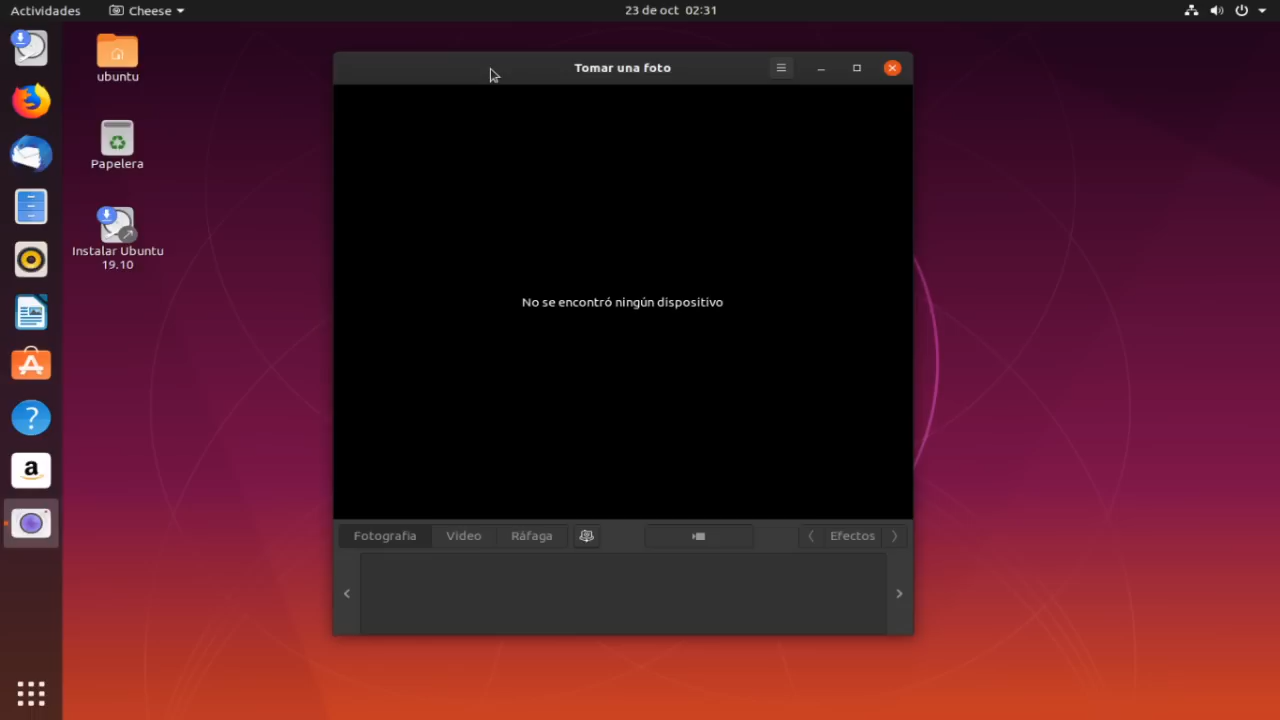 Actividades
Cheese
23 de oct 02:31
ubuntu
Papelera
Instalar Ubuntu
19.10
Tomar una foto
No se encontró ningún dispositivo
Fotografia
Video
Ráfaga
Efectos